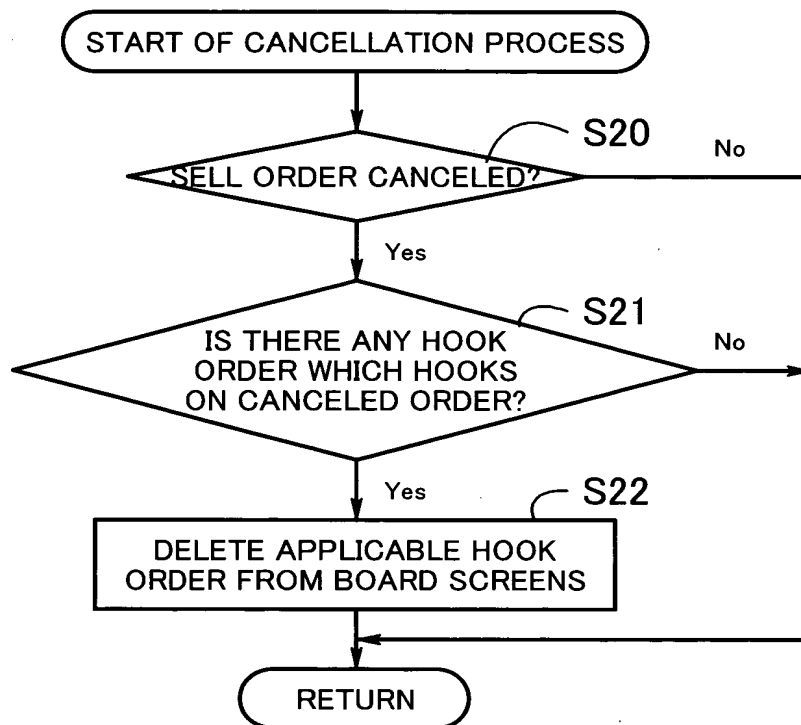 START OF CANCELLATION PROCESS
S20
No
SELL ORDER CANCELED?
Yes
S21
No
IS THERE ANY HOOK
ORDER WHICH HOOKS
ON CANCELED ORDER?
Yes
S22
DELETE APPLICABLE HOOK
ORDER FROM BOARD SCREENS
RETURN